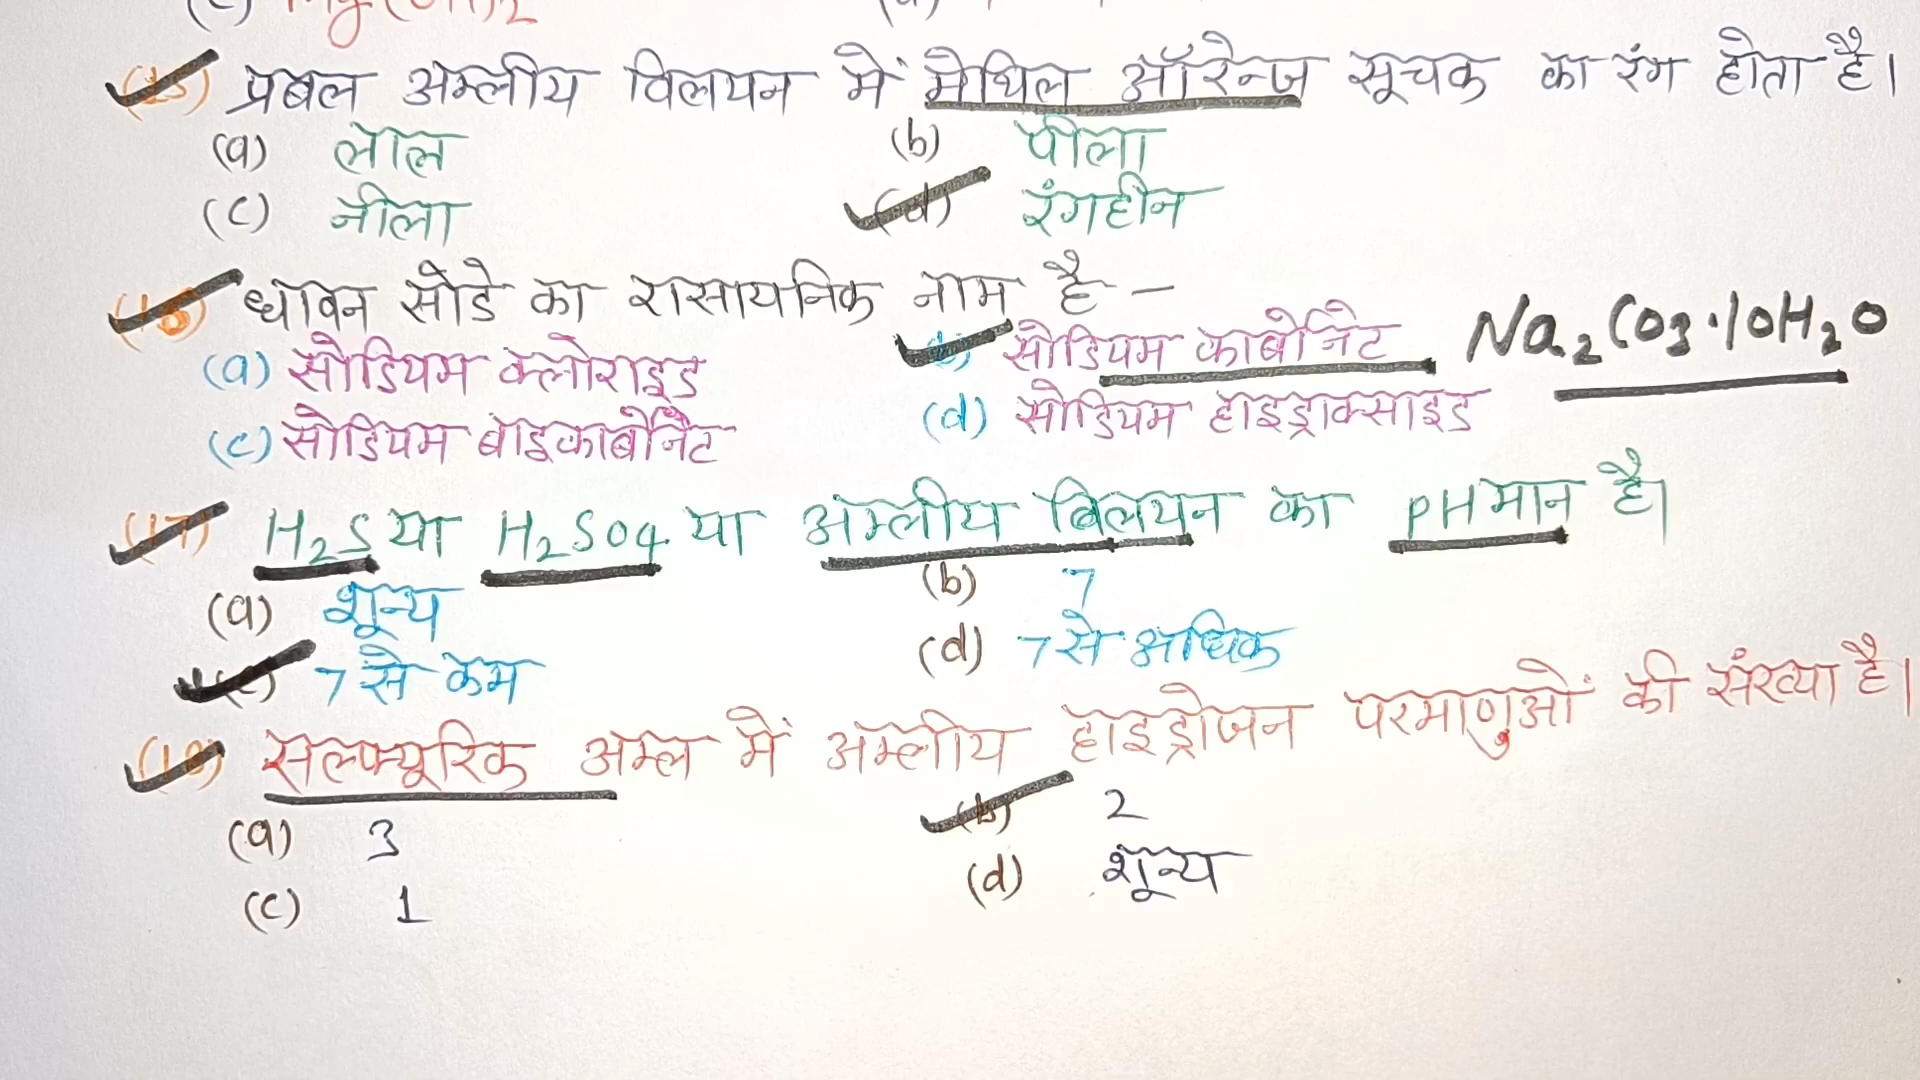 (15) प्रबल अम्लीय विलयन में मेथिल ऑरेन्ज सूचक का रंग होता है।
(a) लाल (b) पीला
(c) नीला (d) रंगहीन
(16) धावन सोडे का रासायनिक नाम है –
(a) सोडियम क्लोराइड (b) सोडियम कार्बोनेट Na2CO3·10H2O
(c) सोडियम बाइकार्बोनेट (d) सोडियम हाइड्राक्साइड
(17) H2S या H2SO4 या अम्लीय विलयन का pH मान है।
(a) शून्य (b) 7
(c) 7 से कम (d) 7 से अधिक
(18) सल्फ्यूरिक अम्ल में अम्लीय हाइड्रोजन परमाणुओं की संख्या है।
(a) 3 (b) 2
(c) 1 (d) शून्य